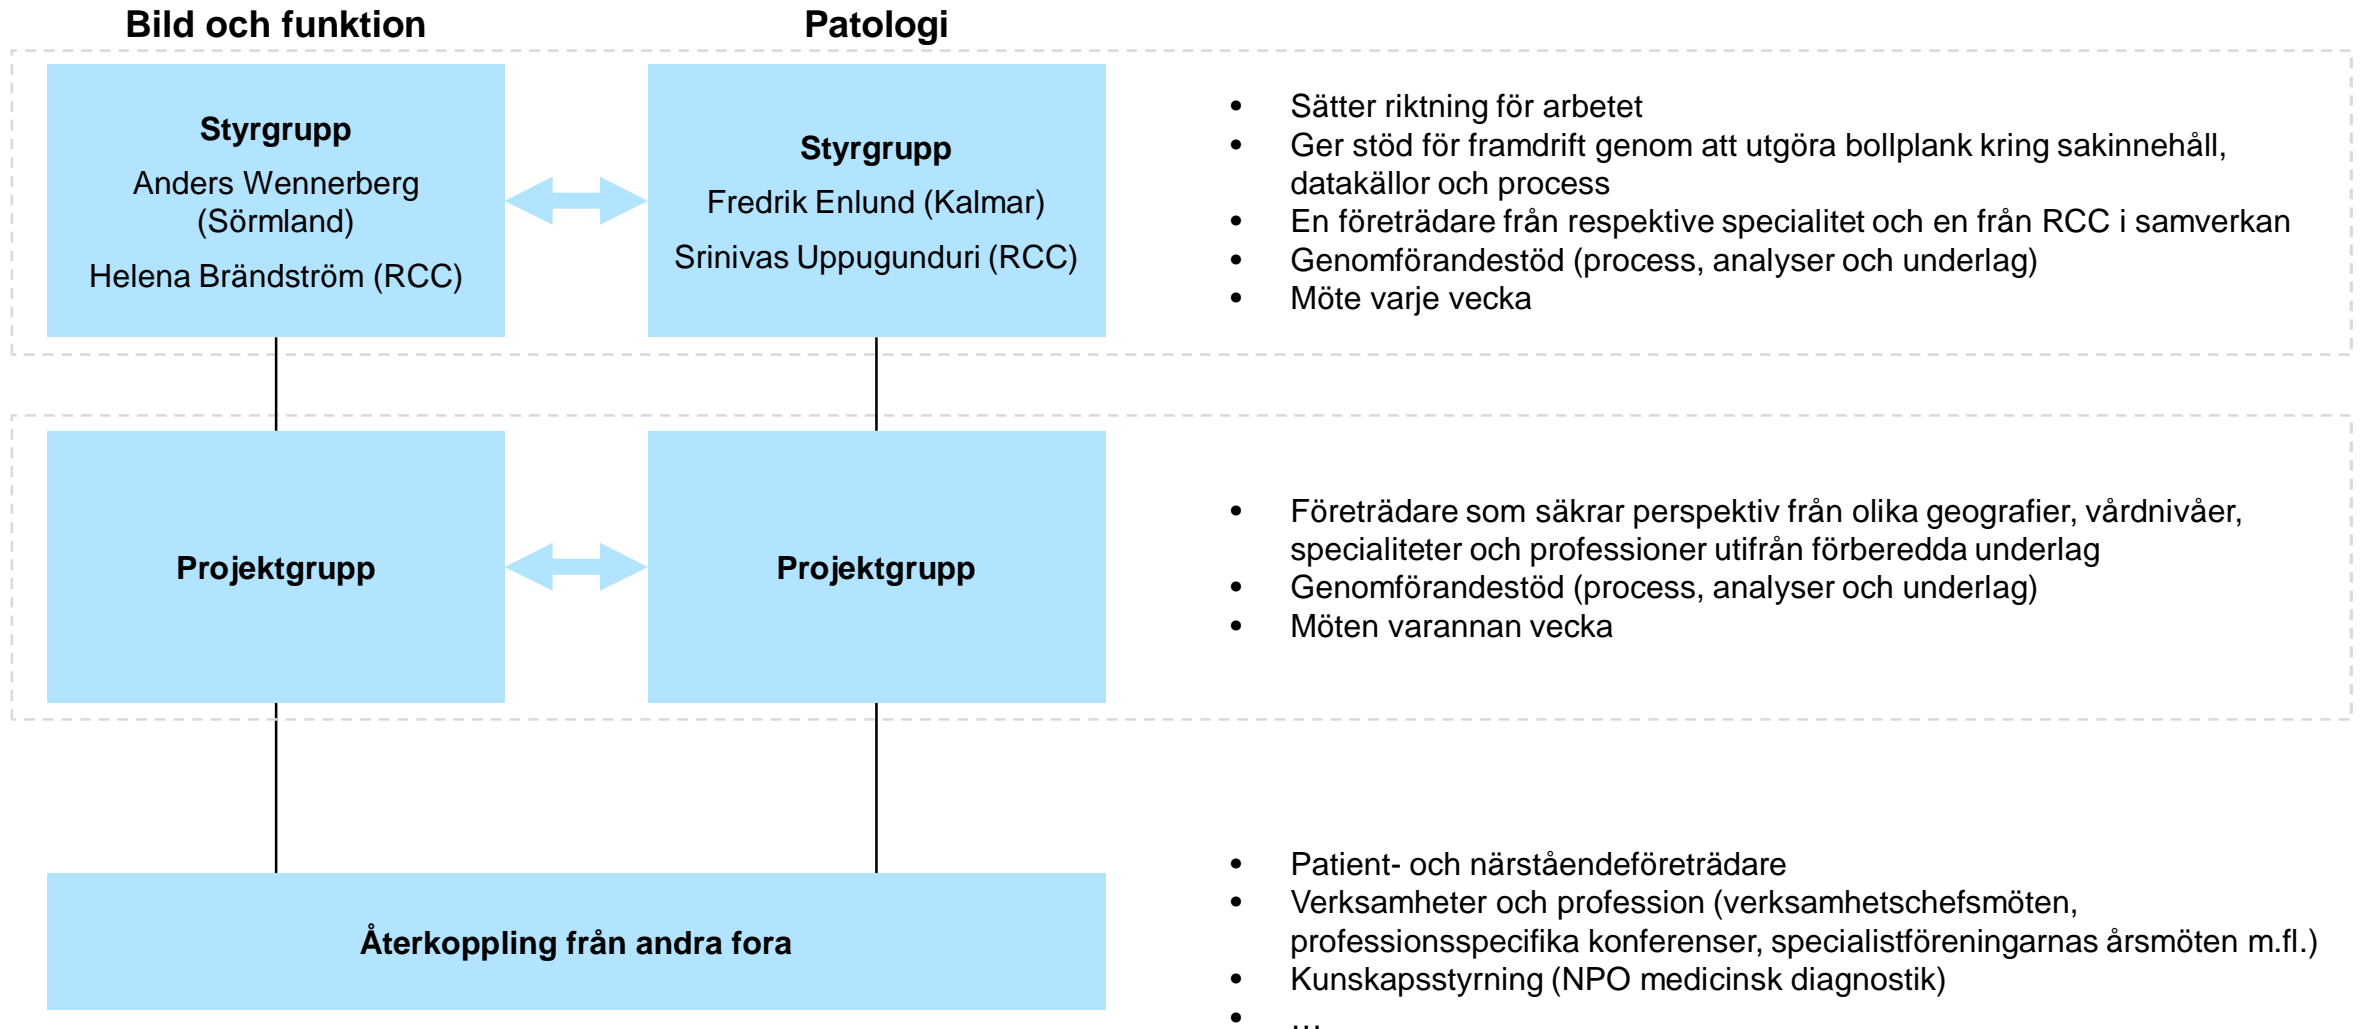 Bild och funktion
Patologi
Styrgrupp
Anders Wennerberg
(Sörmland)
Helena Brändström (RCC)
Styrgrupp
Fredrik Enlund (Kalmar)
Srinivas Uppugunduri (RCC)
• Sätter riktning för arbetet
• Ger stöd för framdrift genom att utgöra bollplank kring sakinnehåll,
datakällor och process
• En företrädare från respektive specialitet och en från RCC i samverkan
• Genomförandestöd (process, analyser och underlag)
• Möte varje vecka
Projektgrupp
Projektgrupp
• Företrädare som säkrar perspektiv från olika geografier, vårdnivåer,
specialiteter och professioner utifrån förberedda underlag
• Genomförandestöd (process, analyser och underlag)
• Möten varannan vecka
Återkoppling från andra fora
• Patient- och närståendeföreträdare
• Verksamheter och profession (verksamhetschefsmöten,
professionsspecifika konferenser, specialistföreningarnas årsmöten m.fl.)
• Kunskapsstyrning (NPO medicinsk diagnostik)
• …